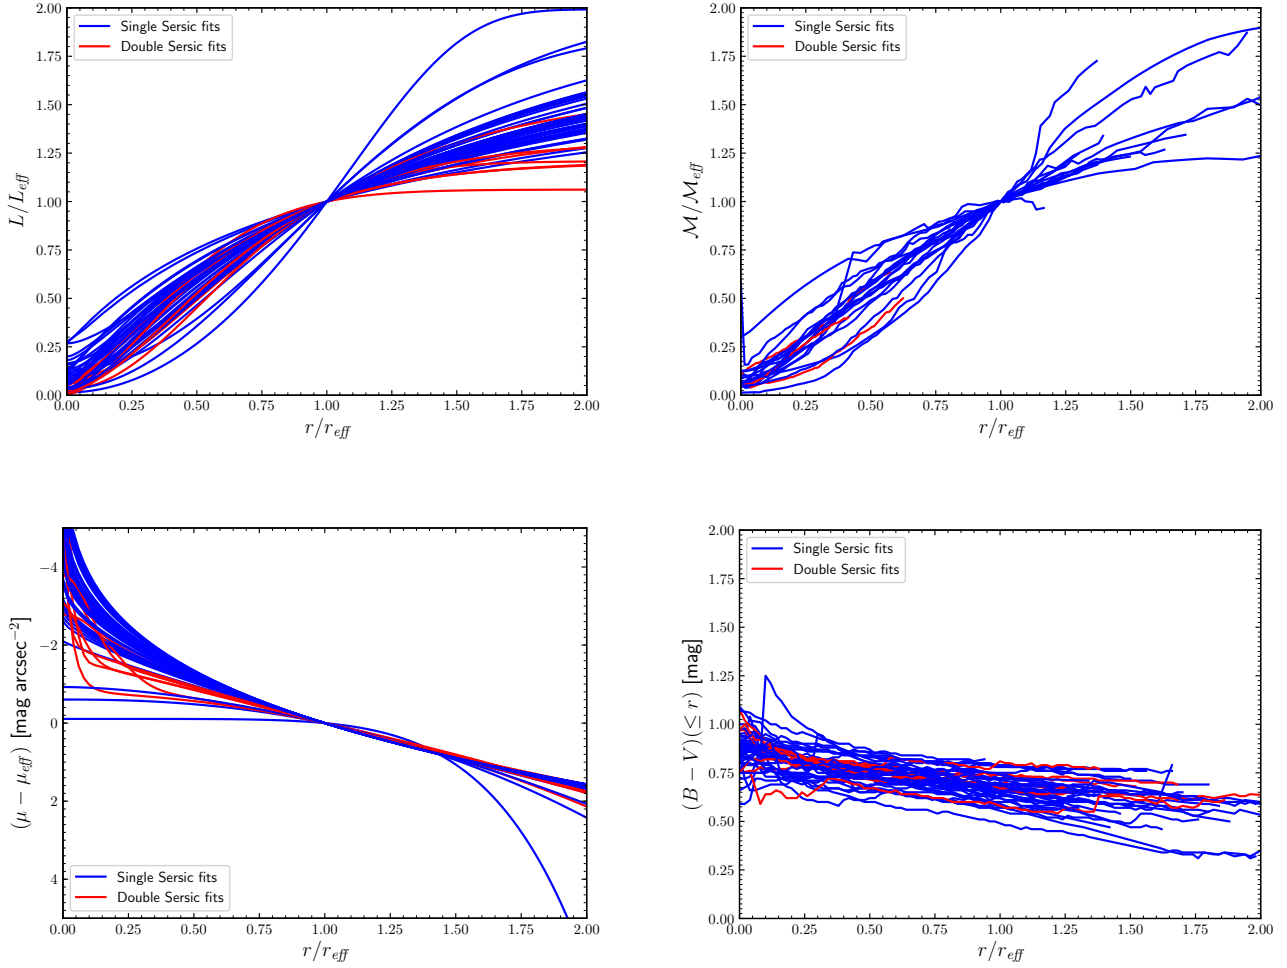 Single Sersic fits
Double Sersic fits
L/L_eff
2.00
1.75
1.50
1.25
1.00
0.75
0.50
0.25
0.00
0.00 0.25 0.50 0.75 1.00 1.25 1.50 1.75 2.00
r/r_eff
Single Sersic fits
Double Sersic fits
ℳ/ℳ_eff
2.00
1.75
1.50
1.25
1.00
0.75
0.50
0.25
0.00
0.00 0.25 0.50 0.75 1.00 1.25 1.50 1.75 2.00
r/r_eff
(μ − μ_eff) [mag arcsec⁻²]
−4
−2
0
2
4
Single Sersic fits
Double Sersic fits
0.00 0.25 0.50 0.75 1.00 1.25 1.50 1.75 2.00
r/r_eff
Single Sersic fits
Double Sersic fits
(B − V)(≤ r) [mag]
2.00
1.75
1.50
1.25
1.00
0.75
0.50
0.25
0.00
0.00 0.25 0.50 0.75 1.00 1.25 1.50 1.75 2.00
r/r_eff